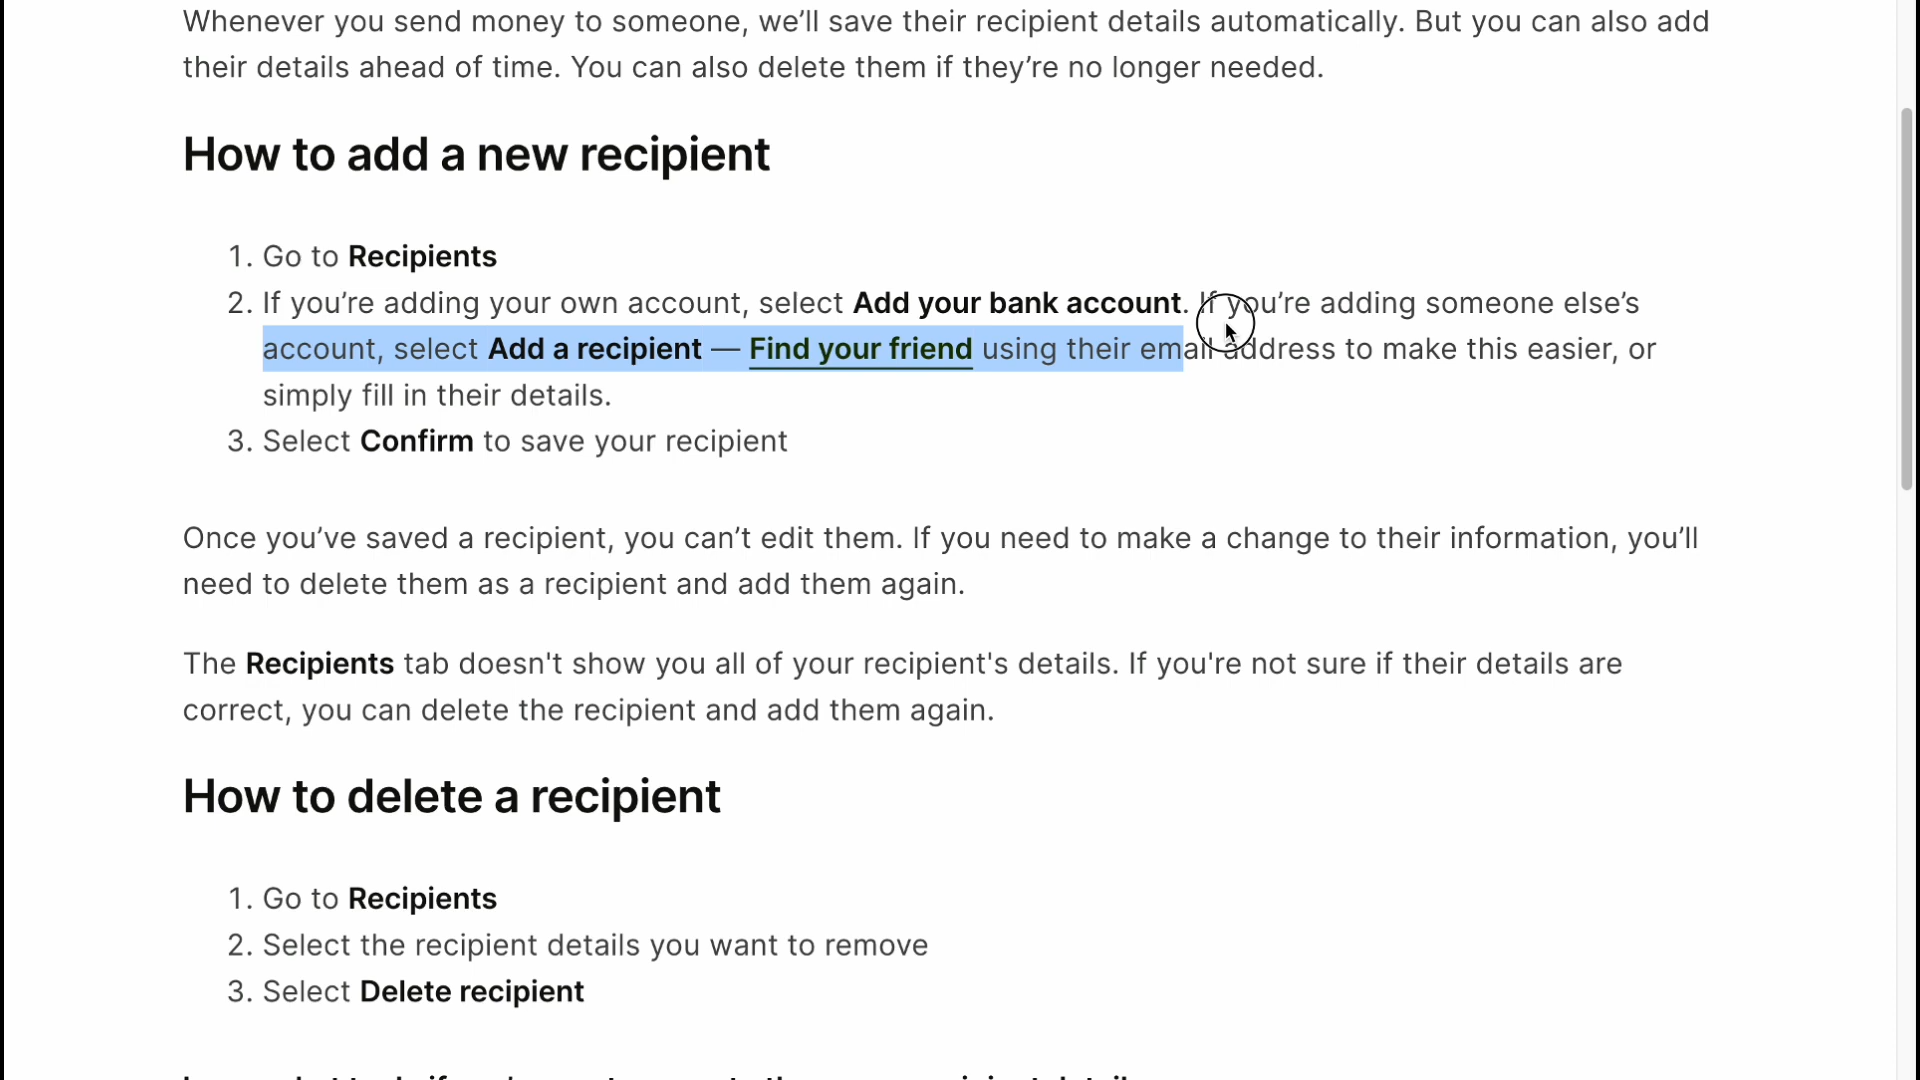 Whenever you send money to someone, we’ll save their recipient details automatically. But you can also add
their details ahead of time. You can also delete them if they’re no longer needed.
How to add a new recipient
1. Go to Recipients
2. If you’re adding your own account, select Add your bank account. If you’re adding someone else’s
account, select Add a recipient — Find your friend using their email address to make this easier, or
simply fill in their details.
3. Select Confirm to save your recipient
Once you’ve saved a recipient, you can’t edit them. If you need to make a change to their information, you’ll
need to delete them as a recipient and add them again.
The Recipients tab doesn't show you all of your recipient's details. If you're not sure if their details are
correct, you can delete the recipient and add them again.
How to delete a recipient
1. Go to Recipients
2. Select the recipient details you want to remove
3. Select Delete recipient